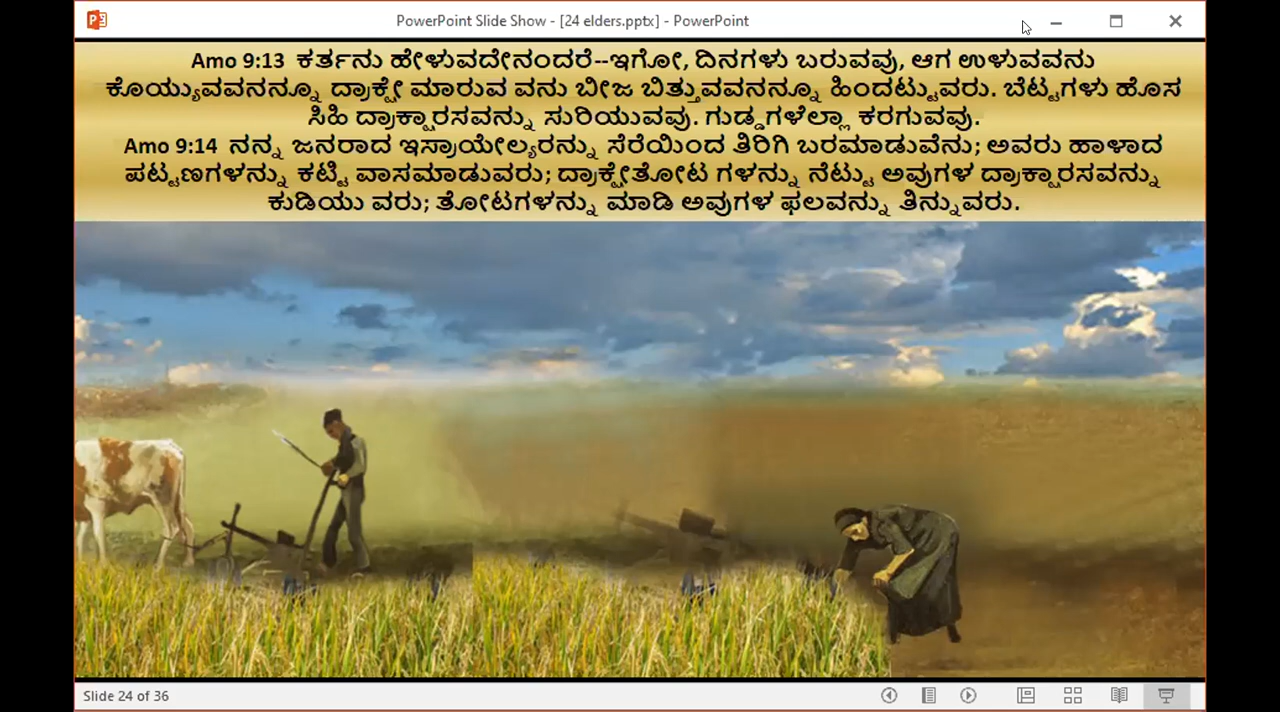 PowerPoint Slide Show - [24 elders.pptx] - PowerPoint
Amo 9:13 ಕರ್ತನು ಹೇಳುವದೇನಂದರೆ--ಇಗೋ, ದಿನಗಳು ಬರುವವು, ಆಗ ಉಳುವವನು
ಕೊಯ್ಯುವವನನ್ನೂ ದ್ರಾಕ್ಷೇ ಮಾರುವ ವನು ಬೀಜ ಬಿತ್ತುವವನನ್ನೂ ಹಿಂದಟ್ಟುವರು. ಬೆಟ್ಟಗಳು ಹೊಸ
ಸಿಹಿ ದ್ರಾಕ್ಷಾರಸವನ್ನು ಸುರಿಯುವವು. ಗುಡ್ಡಗಳೆಲ್ಲಾ ಕರಗುವವು.
Amo 9:14 ನನ್ನ ಜನರಾದ ಇಸ್ರಾಯೇಲ್ಯರನ್ನು ಸೆರೆಯಿಂದ ತಿರಿಗಿ ಬರಮಾಡುವೆನು; ಅವರು ಹಾಳಾದ
ಪಟ್ಟಣಗಳನ್ನು ಕಟ್ಟಿ ವಾಸಮಾಡುವರು; ದ್ರಾಕ್ಷೇತೋಟ ಗಳನ್ನು ನೆಟ್ಟು ಅವುಗಳ ದ್ರಾಕ್ಷಾರಸವನ್ನು
ಕುಡಿಯು ವರು; ತೋಟಗಳನ್ನು ಮಾಡಿ ಅವುಗಳ ಫಲವನ್ನು ತಿನ್ನುವರು.
Slide 24 of 36